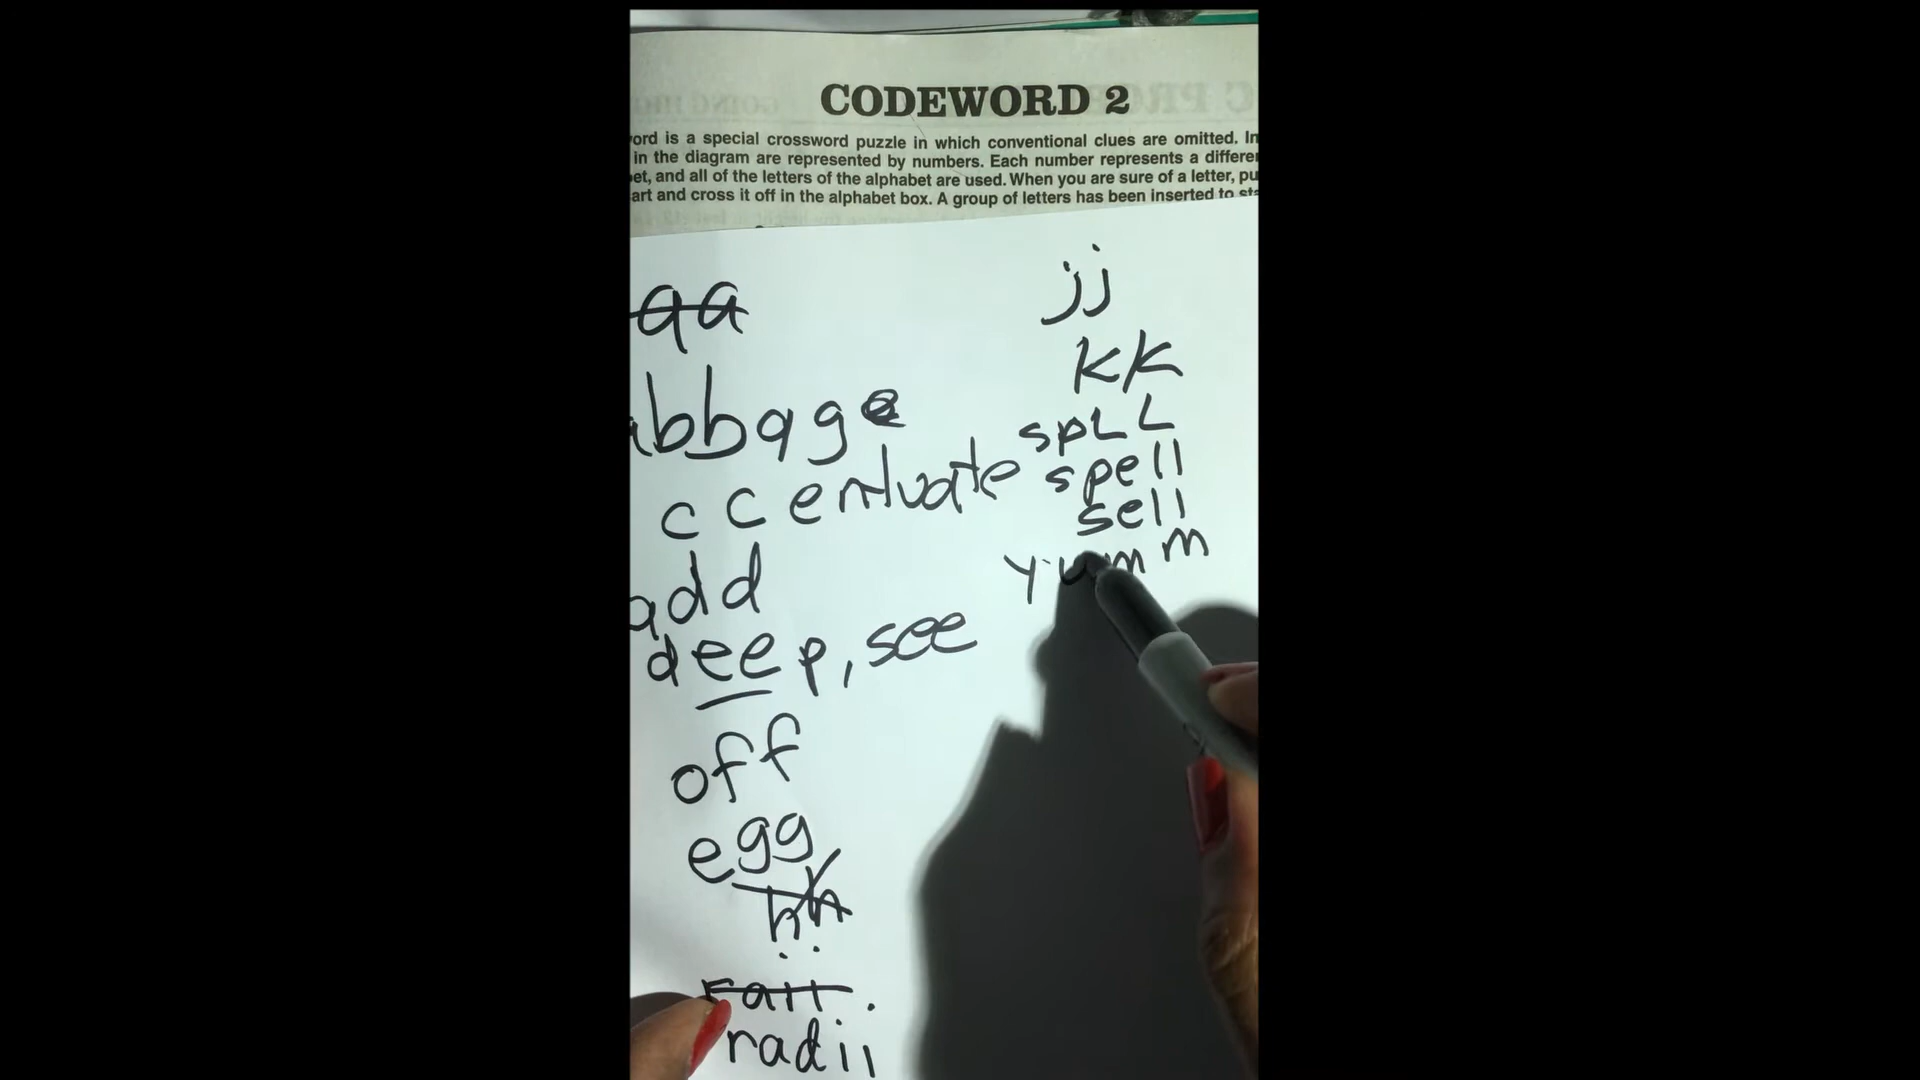 CODEWORD 2
ord is a special crossword puzzle in which conventional clues are omitted. In
in the diagram are represented by numbers. Each number represents a differe
et, and all of the letters of the alphabet are used. When you are sure of a letter, pu
art and cross it off in the alphabet box. A group of letters has been inserted to sta
aa
abbage
ccentuate
add
deep, see
off
egg
hh
radii
jj
kk
spLL
spell
sell
yumm